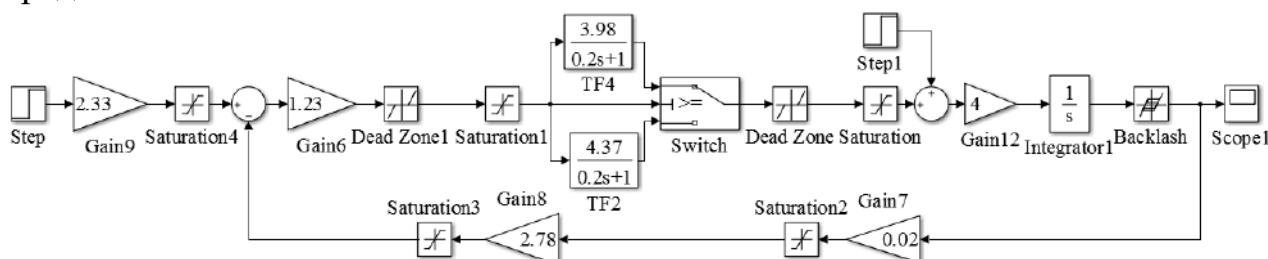 3.98
0.2s+1
TF4
Step1
2.33
1.23
>=
4
1
s
Step
Gain9
Saturation4
Gain6
Dead Zone1
Saturation1
Switch
Dead Zone
Saturation
Gain12
Integrator1
Backlash
Scope1
4.37
0.2s+1
TF2
Saturation3
Gain8
Saturation2
Gain7
2.78
0.02